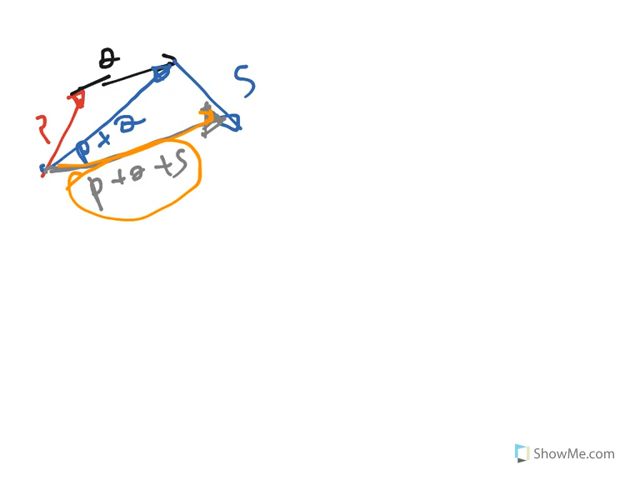 Q
S
P
P + Q
P + Q + S
ShowMe.com